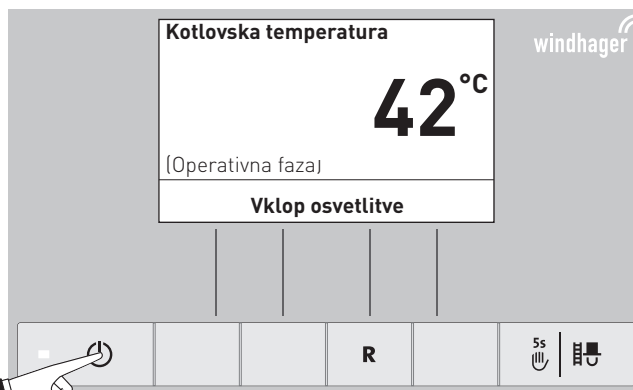 Kotlovska temperatura
windhager
42°C
(Operativna faza)
Vklop osvetlitve
R
5s